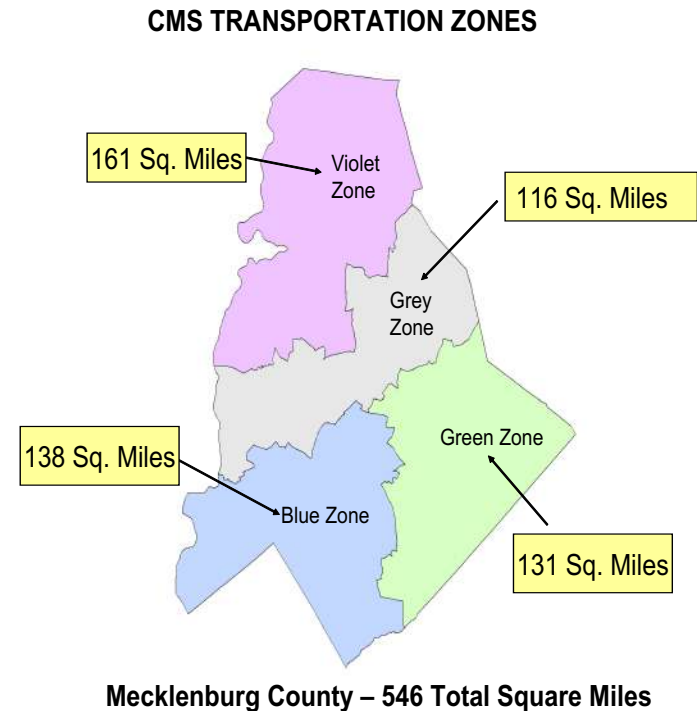 CMS TRANSPORTATION ZONES
161 Sq. Miles
Violet
Zone
116 Sq. Miles
Grey
Zone
Green Zone
138 Sq. Miles
Blue Zone
131 Sq. Miles
Mecklenburg County – 546 Total Square Miles